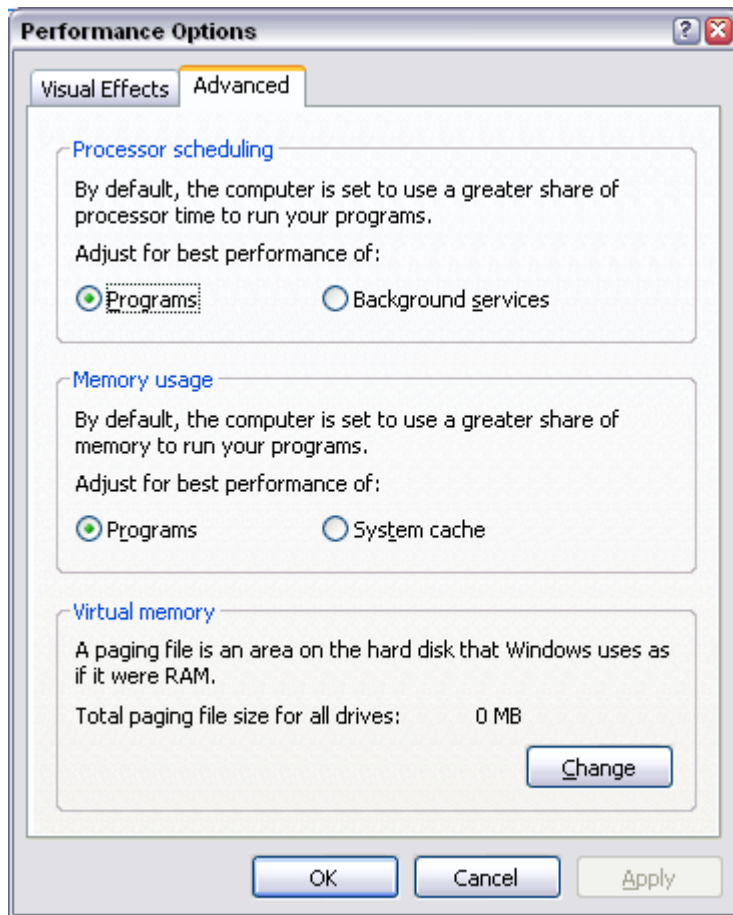 Performance Options
Visual Effects Advanced
Processor scheduling
By default, the computer is set to use a greater share of
processor time to run your programs.
Adjust for best performance of:
Programs Background services
Memory usage
By default, the computer is set to use a greater share of
memory to run your programs.
Adjust for best performance of:
Programs System cache
Virtual memory
A paging file is an area on the hard disk that Windows uses as
if it were RAM.
Total paging file size for all drives: 0 MB
Change
OK Cancel Apply